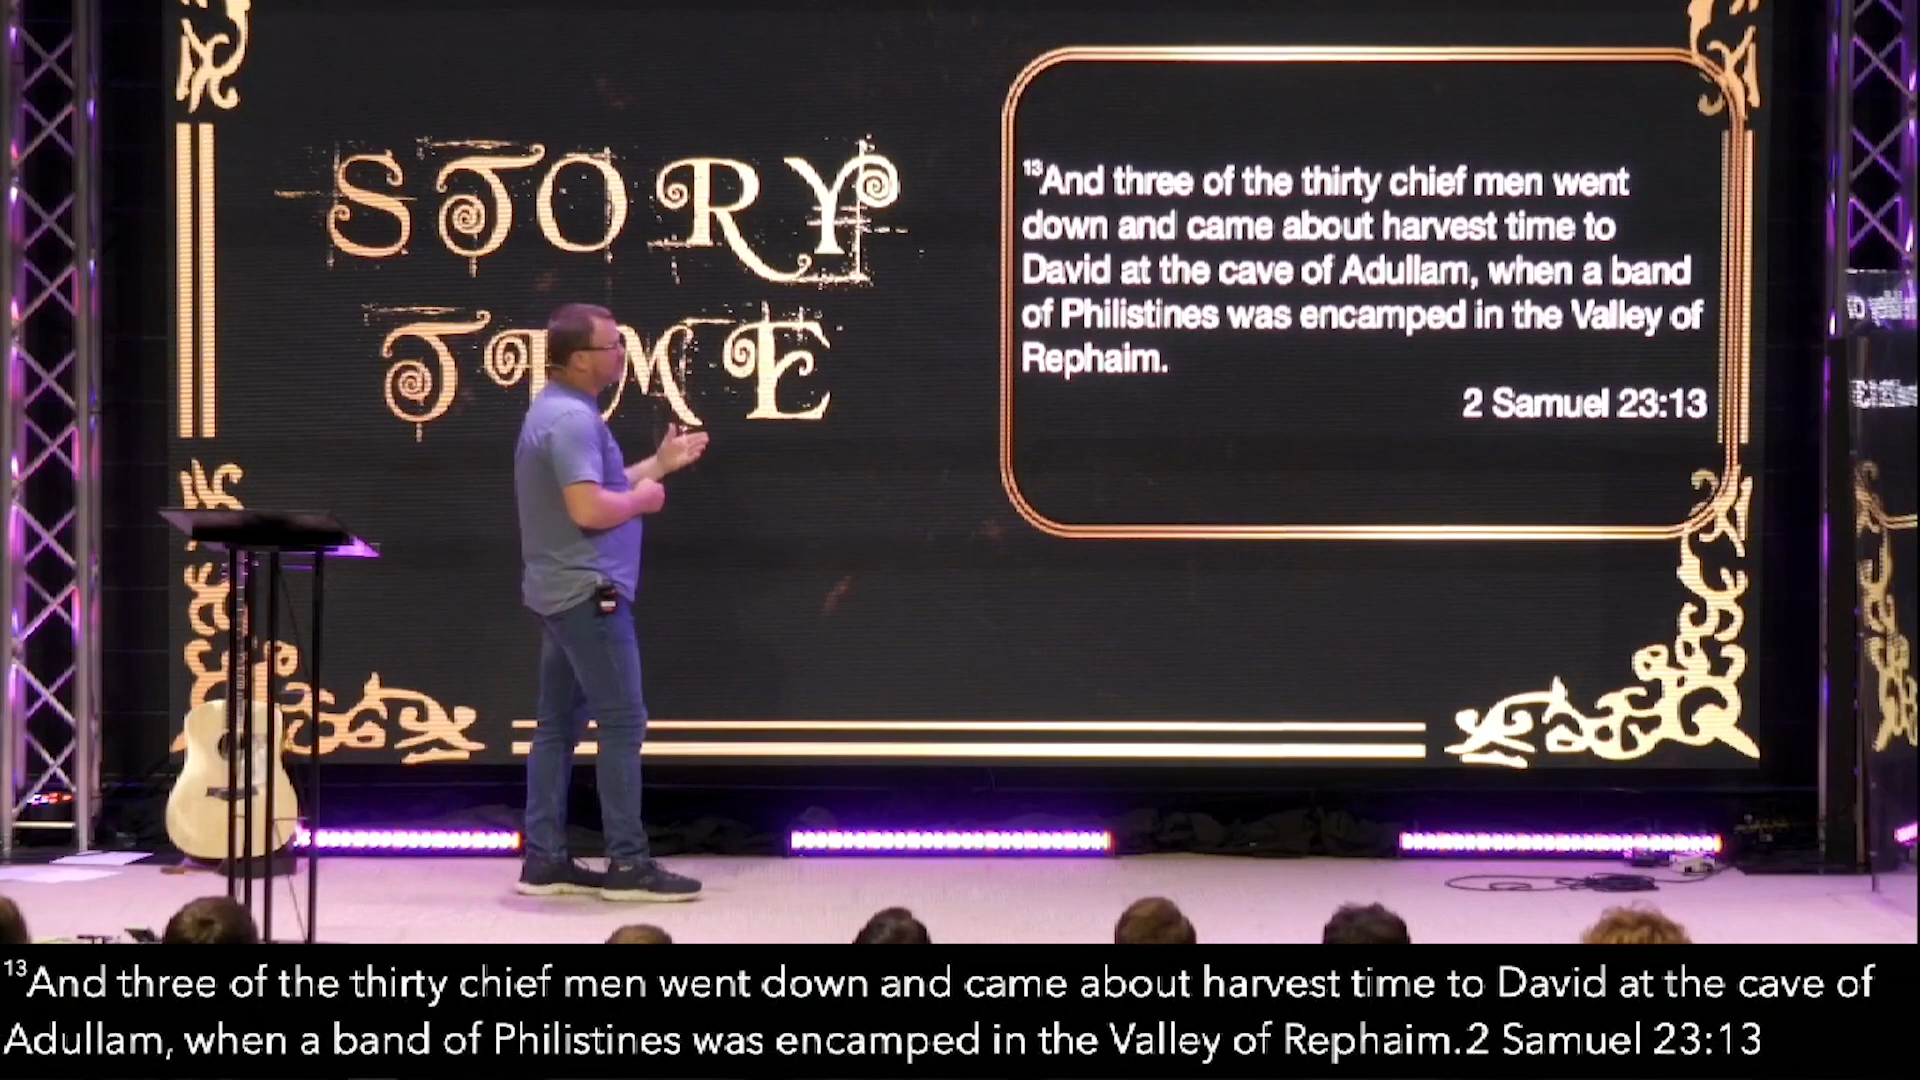 STORY
TIME
13And three of the thirty chief men went
down and came about harvest time to
David at the cave of Adullam, when a band
of Philistines was encamped in the Valley of
Rephaim.
2 Samuel 23:13
13And three of the thirty chief men went down and came about harvest time to David at the cave of
Adullam, when a band of Philistines was encamped in the Valley of Rephaim.2 Samuel 23:13